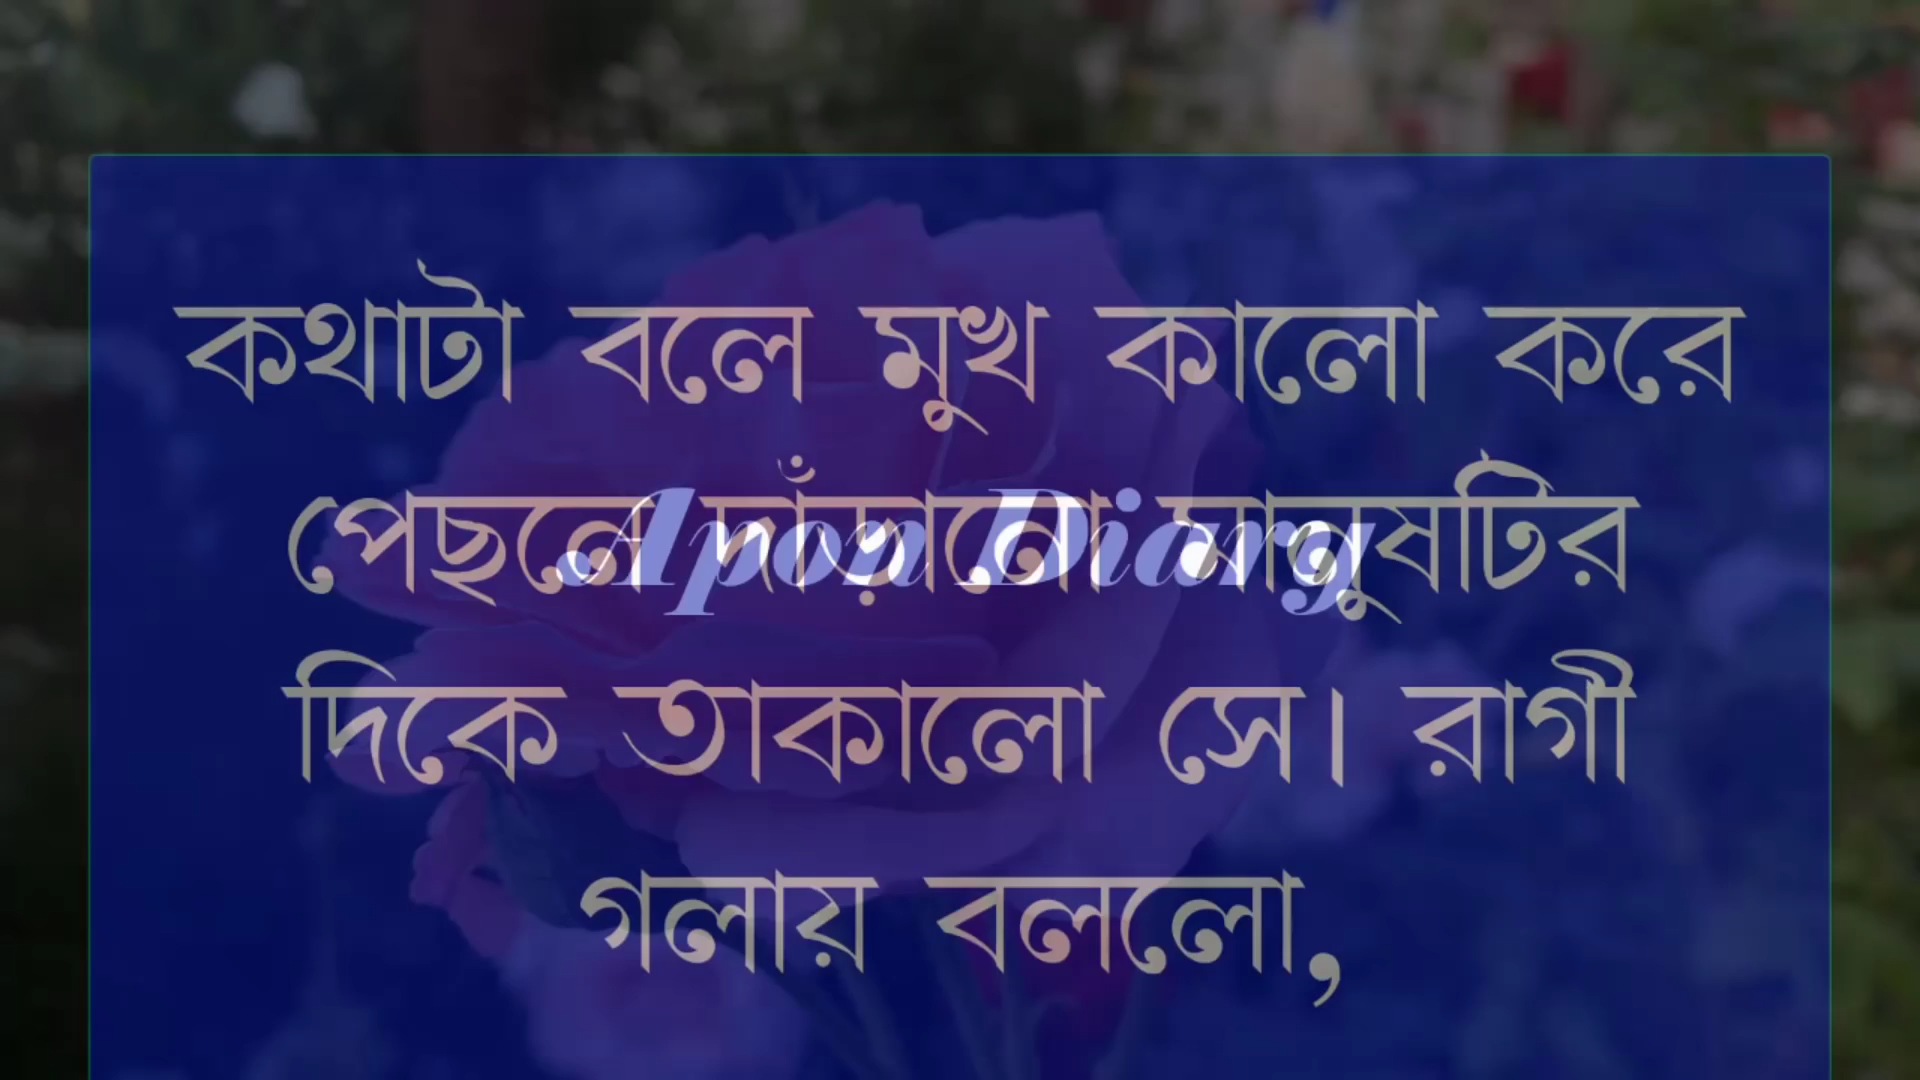 কথাটা বলে মুখ কালো করে
পেছনে দাঁড়ানো মানুষটির
Apon Diary
দিকে তাকালো সে। রাগী
গলায় বললো,